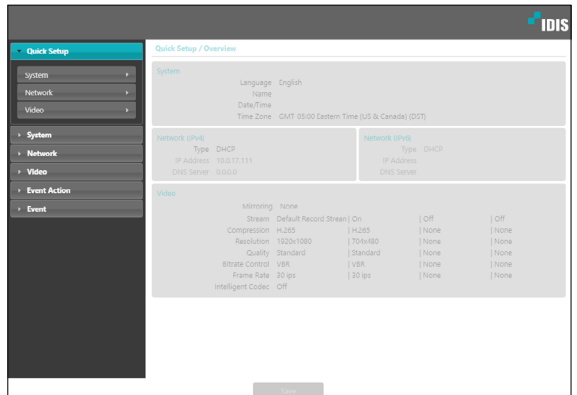 IDIS
Quick Setup
Quick Setup / Overview
System
Network
Video
System
Network
Video
Event Action
Event
System
Language English
Name
Date/Time
Time Zone GMT-05:00 Eastern Time (US & Canada) (DST)
Network (IPv4)
Type DHCP
IP Address 10.0.17.111
DNS Server 0.0.0.0
Network (IPv6)
Type DHCP
IP Address
DNS Server
Video
Mirroring None
Stream Default Record Stream | On | Off | Off
Compression H.265 | H.265 | None | None
Resolution 1920x1080 | 704x480 | None | None
Quality Standard | Standard | None | None
Bitrate Control VBR | VBR | None | None
Frame Rate 30 ips | 30 ips | None | None
Intelligent Codec Off
Save